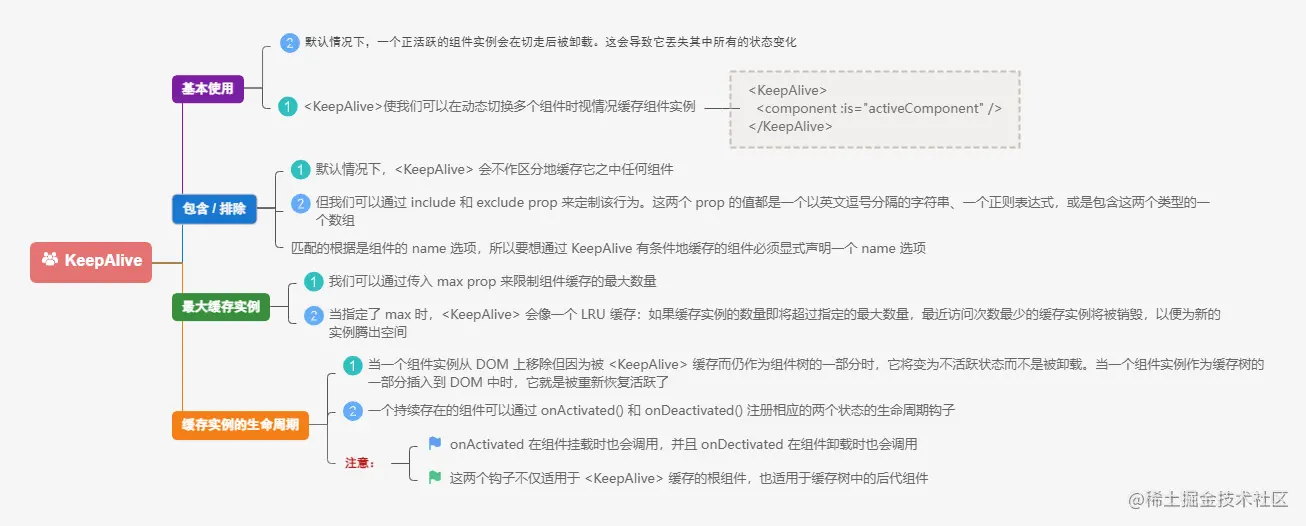 KeepAlive
基本使用
2 默认情况下，一个正活跃的组件实例会在切走后被卸载。这会导致它丢失其中所有的状态变化
1 <KeepAlive>使我们可以在动态切换多个组件时视情况缓存组件实例
<KeepAlive>
<component :is="activeComponent" />
</KeepAlive>
包含 / 排除
1 默认情况下，<KeepAlive> 会不作区分地缓存它之中任何组件
2 但我们可以通过 include 和 exclude prop 来定制该行为。这两个 prop 的值都是一个以英文逗号分隔的字符串、一个正则表达式，或是包含这两个类型的一
个数组
匹配的根据是组件的 name 选项，所以要想通过 KeepAlive 有条件地缓存的组件必须显式声明一个 name 选项
最大缓存实例
1 我们可以通过传入 max prop 来限制组件缓存的最大数量
2 当指定了 max 时，<KeepAlive> 会像一个 LRU 缓存：如果缓存实例的数量即将超过指定的最大数量，最近访问次数最少的缓存实例将被销毁，以便为新的
实例腾出空间
缓存实例的生命周期
1 当一个组件实例从 DOM 上移除但因为被 <KeepAlive> 缓存而仍作为组件树的一部分时，它将变为不活跃状态而不是被卸载。当一个组件实例作为缓存树的
一部分插入到 DOM 中时，它就是被重新恢复活跃了
2 一个持续存在的组件可以通过 onActivated() 和 onDeactivated() 注册相应的两个状态的生命周期钩子
注意：
onActivated 在组件挂载时也会调用，并且 onDectivated 在组件卸载时也会调用
这两个钩子不仅适用于 <KeepAlive> 缓存的根组件，也适用于缓存树中的后代组件
@稀土掘金技术社区